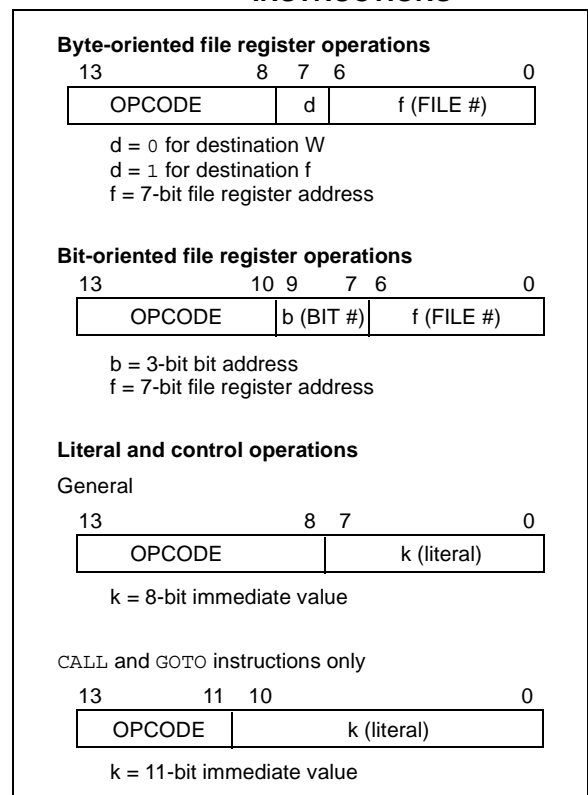 INSTRUCTIONS
Byte-oriented file register operations
13 8 7 6 0
OPCODE d f (FILE #)
d = 0 for destination W
d = 1 for destination f
f = 7-bit file register address
Bit-oriented file register operations
13 10 9 7 6 0
OPCODE b (BIT #) f (FILE #)
b = 3-bit bit address
f = 7-bit file register address
Literal and control operations
General
13 8 7 0
OPCODE k (literal)
k = 8-bit immediate value
CALL and GOTO instructions only
13 11 10 0
OPCODE k (literal)
k = 11-bit immediate value